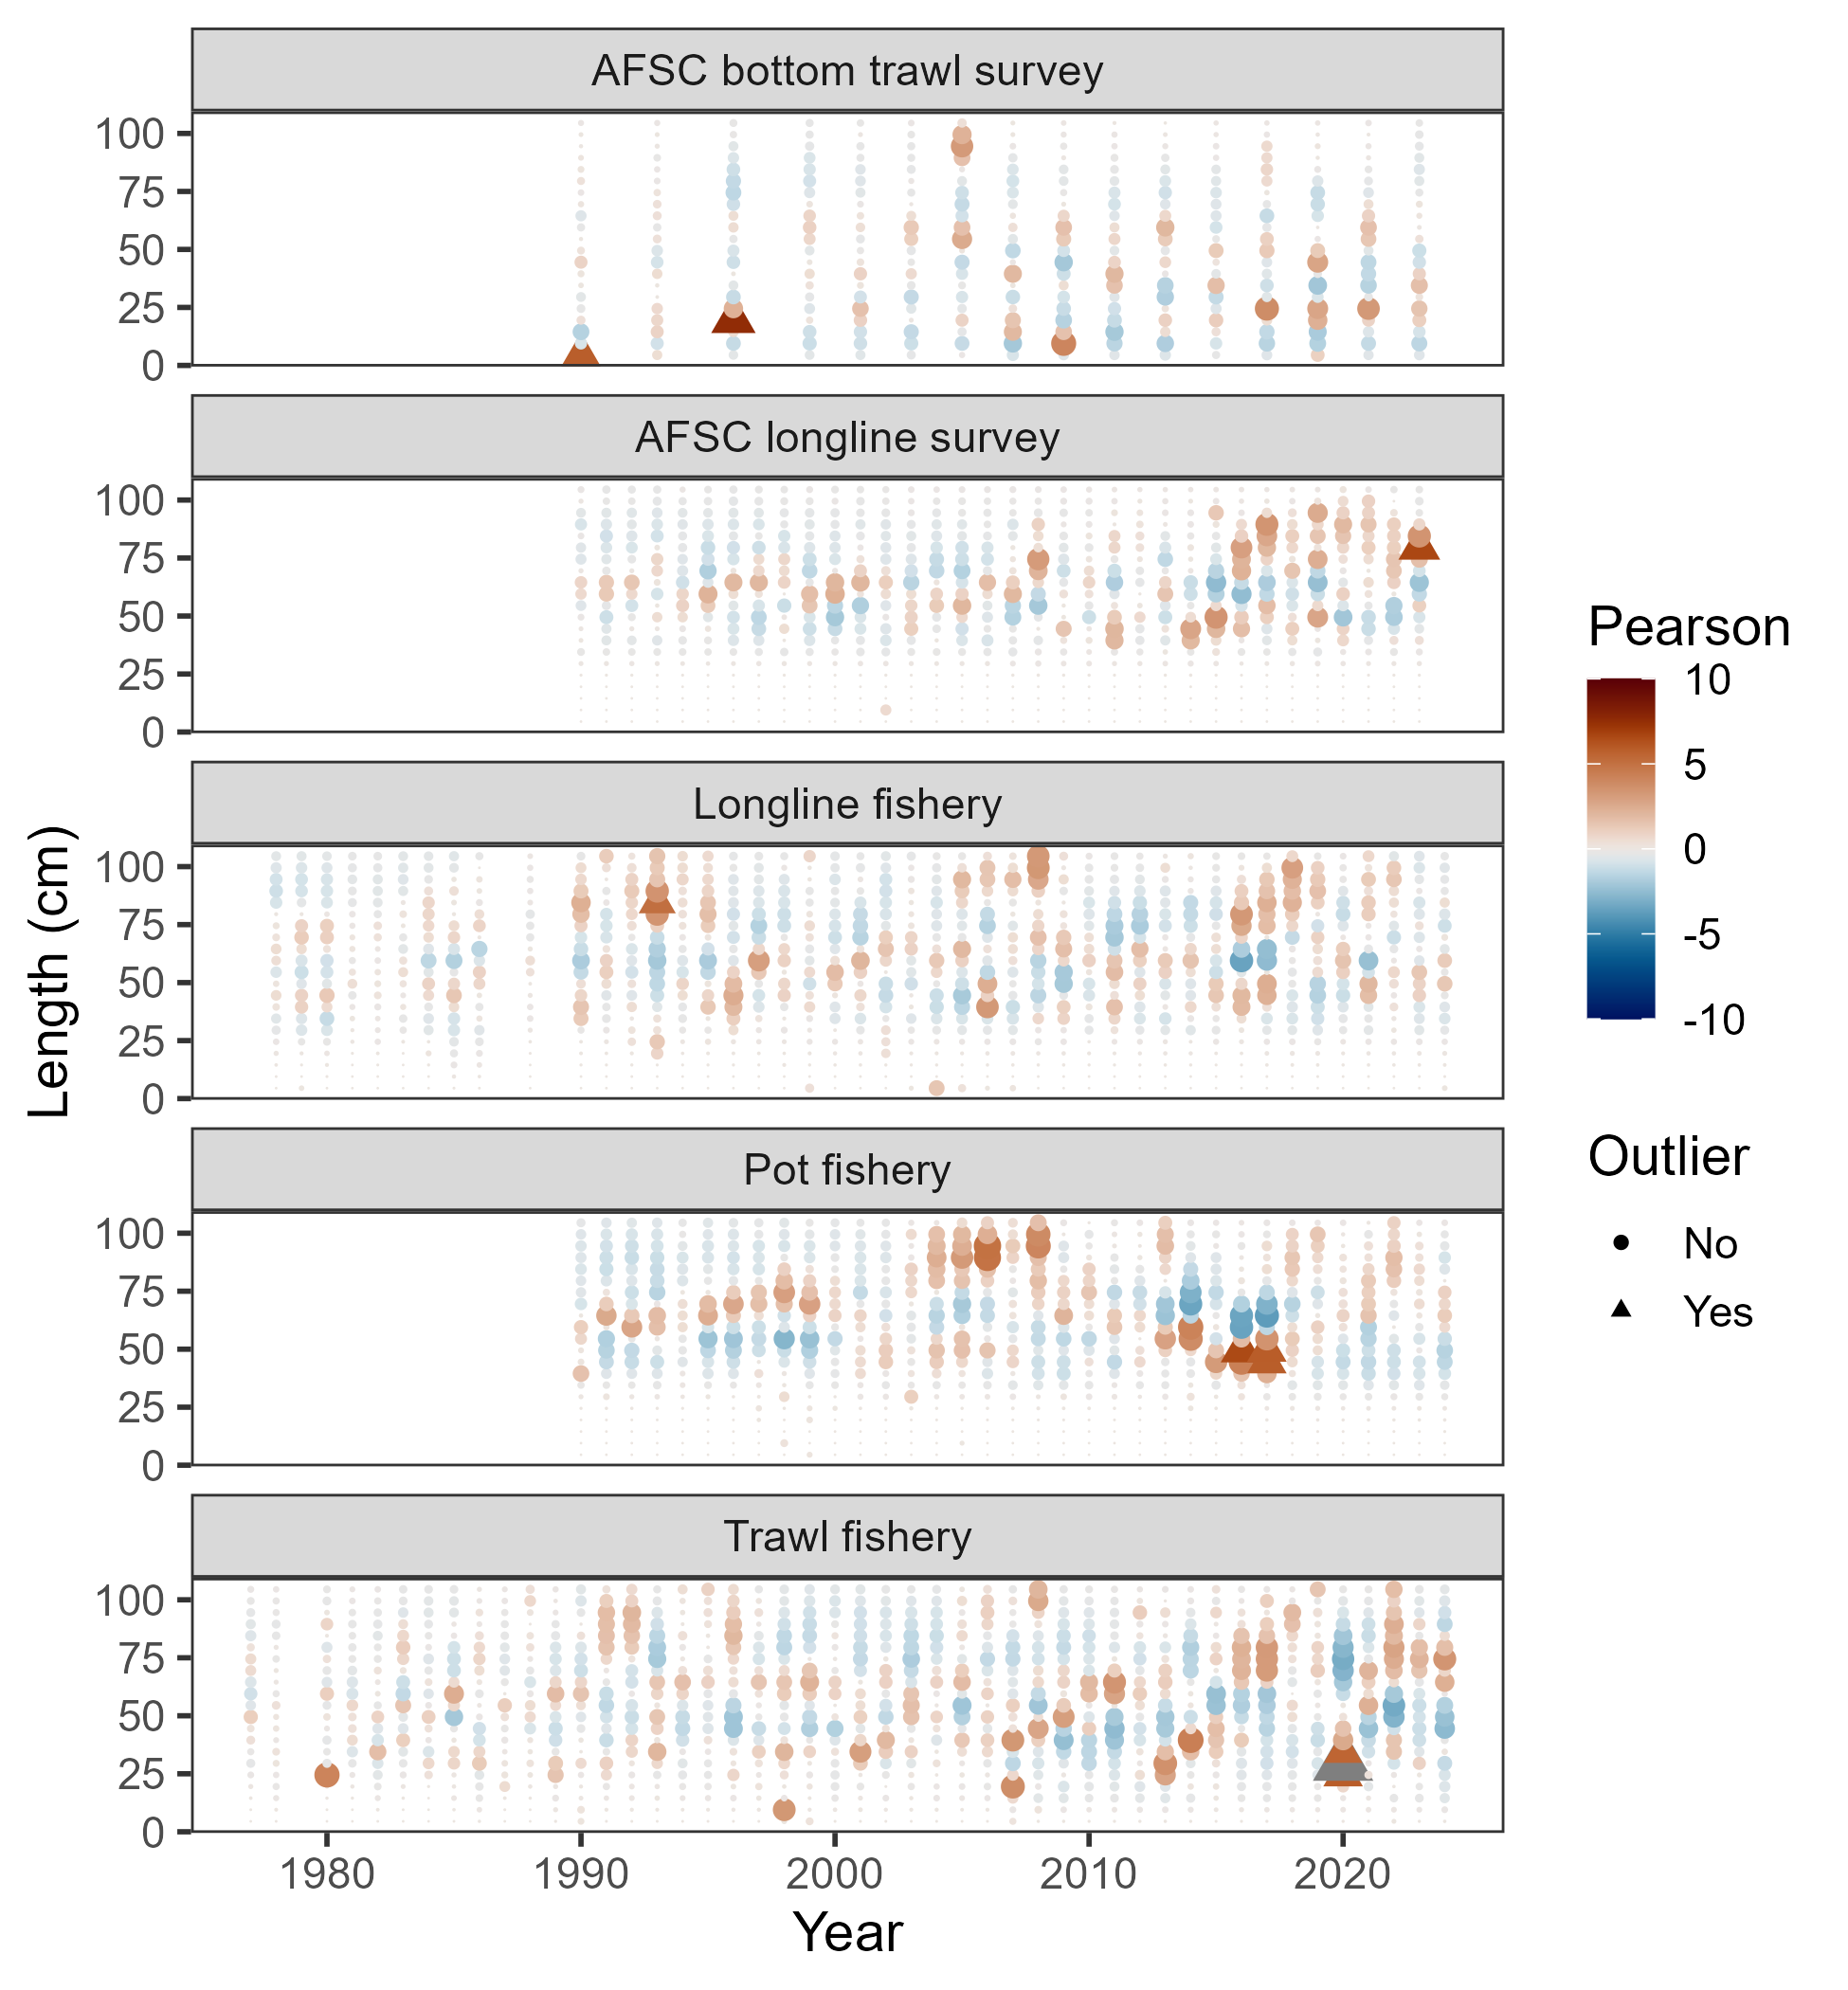 AFSC bottom trawl survey
100
75
50
25
0
AFSC longline survey
100
75
50
25
0
Longline fishery
100
75
50
25
0
Pot fishery
100
75
50
25
0
Trawl fishery
100
75
50
25
0
1980 1990 2000 2010 2020
Year
Length (cm)
Pearson
10
5
0
-5
-10
Outlier
No
Yes